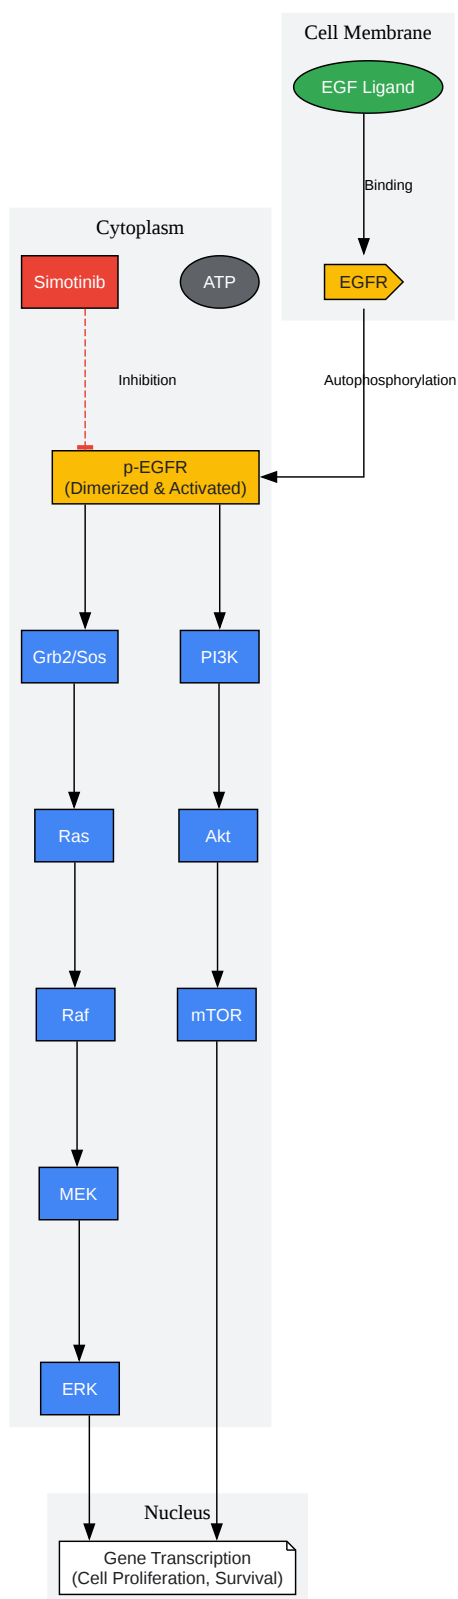 Cell Membrane
EGF Ligand
Binding
Cytoplasm
Simotinib
ATP
EGFR
Inhibition
Autophosphorylation
p-EGFR
(Dimerized & Activated)
Grb2/Sos
PI3K
Ras
Akt
Raf
mTOR
MEK
ERK
Nucleus
Gene Transcription
(Cell Proliferation, Survival)